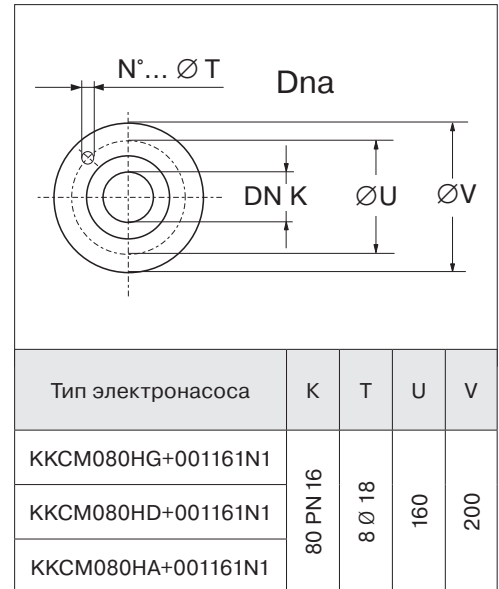 N°... ∅ T
Dna
DN K
∅U
∅V
Тип электронасоса K T U V
KKCM080HG+001161N1
KKCM080HD+001161N1
KKCM080HA+001161N1
80 PN 16
8 Ø 18
160
200